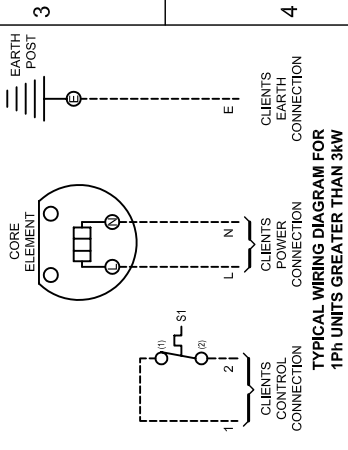 3
4
EARTH
POST
E
E
CLIENTS
EARTH
CONNECTION
CORE
ELEMENT
L
N
L
N
CLIENTS
POWER
CONNECTION
S1
(1)
(2)
1
2
CLIENTS
CONTROL
CONNECTION
TYPICAL WIRING DIAGRAM FOR
1Ph UNITS GREATER THAN 3kW